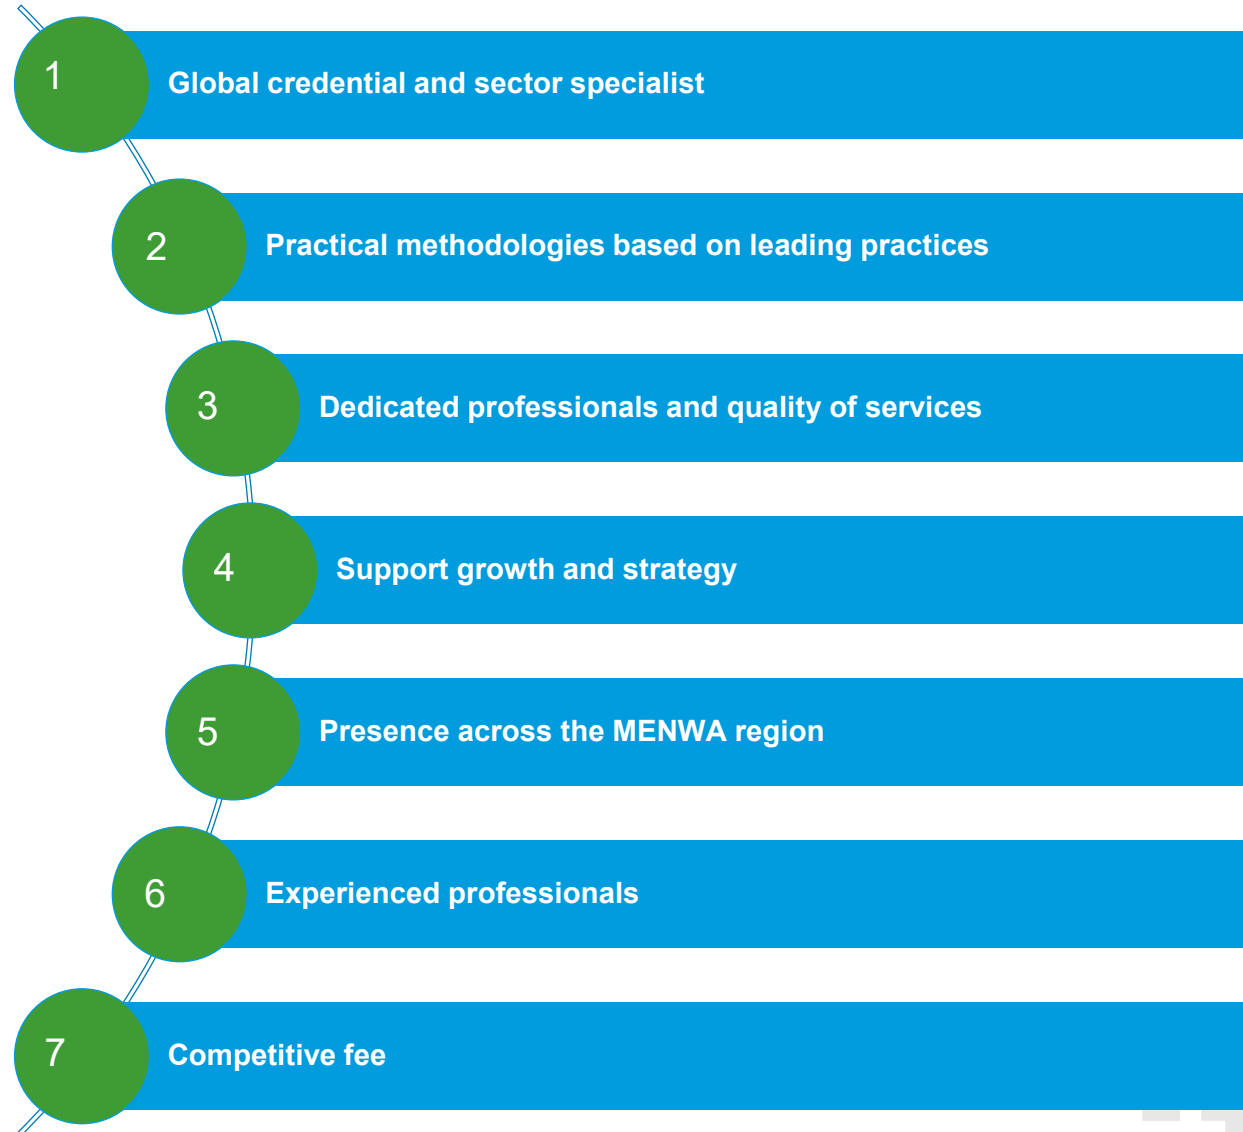 1
Global credential and sector specialist
2
Practical methodologies based on leading practices
3
Dedicated professionals and quality of services
4
Support growth and strategy
5
Presence across the MENWA region
6
Experienced professionals
7
Competitive fee